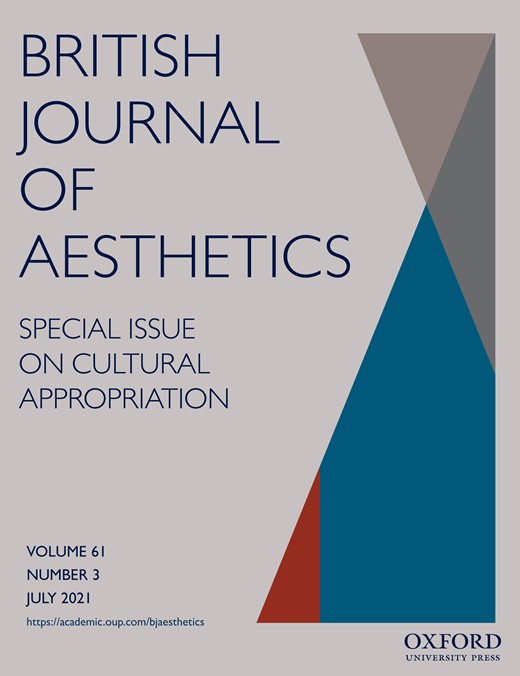 BRITISH
JOURNAL
OF
AESTHETICS
SPECIAL ISSUE
ON CULTURAL
APPROPRIATION
VOLUME 61
NUMBER 3
JULY 2021
https://academic.oup.com/bjaesthetics
OXFORD
UNIVERSITY PRESS